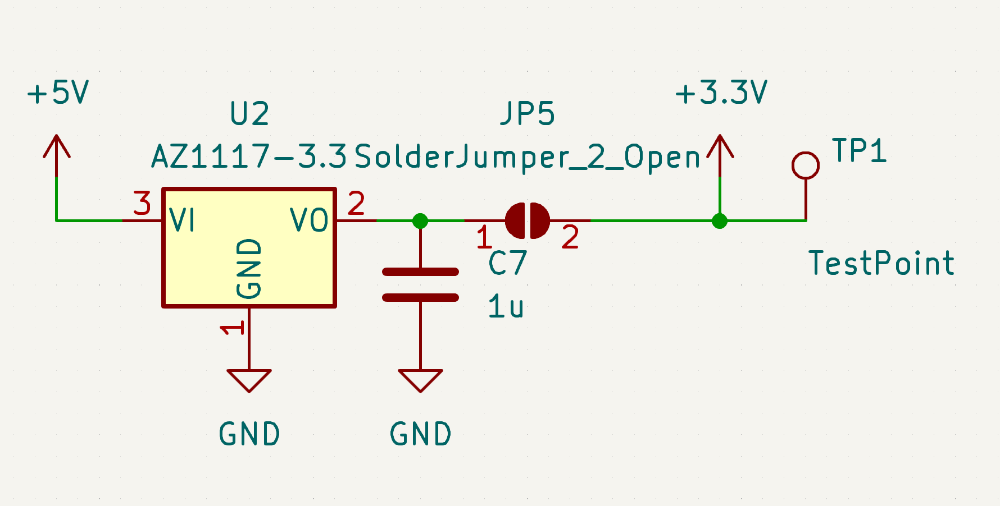 +5V
U2
AZ1117-3.3
3
VI
VO
2
GND
1
GND
JP5
SolderJumper_2_Open
1
2
C7
1u
GND
+3.3V
TP1
TestPoint